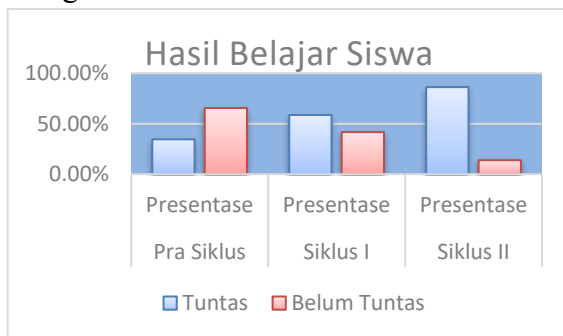 Hasil Belajar Siswa
100.00%
50.00%
0.00%
Presentase Presentase Presentase
Pra Siklus Siklus I Siklus II
Tuntas Belum Tuntas